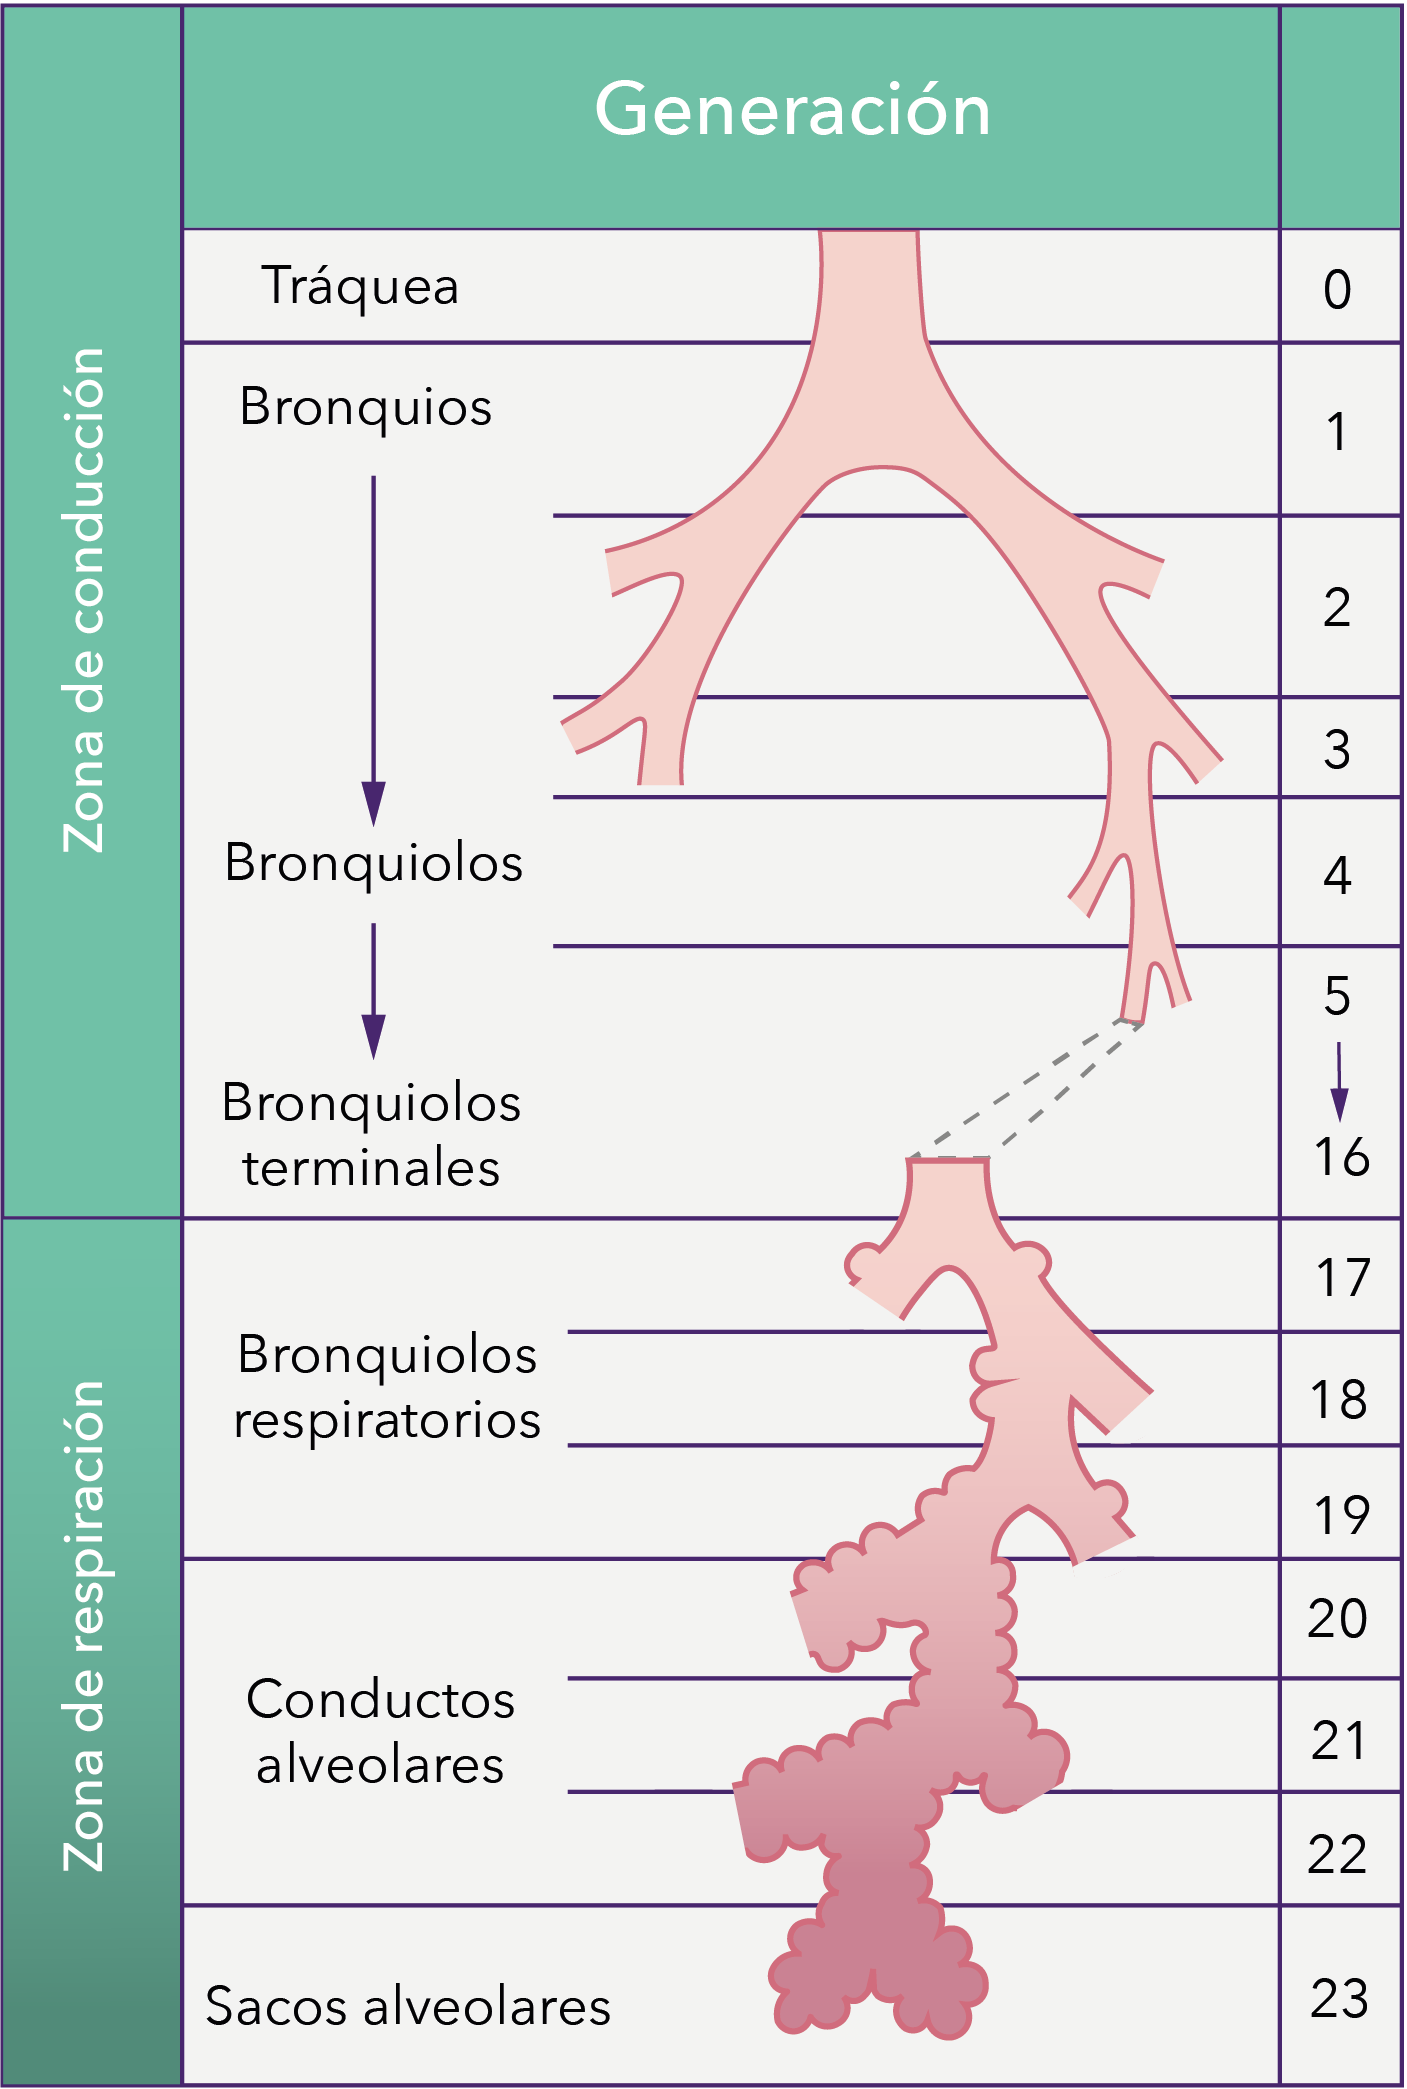 Generación
Zona de conducción
Tráquea
0
Bronquios
1
2
3
Bronquiolos
4
5
Bronquiolos
terminales
16
Zona de respiración
17
Bronquiolos
respiratorios
18
19
20
Conductos
alveolares
21
22
Sacos alveolares
23